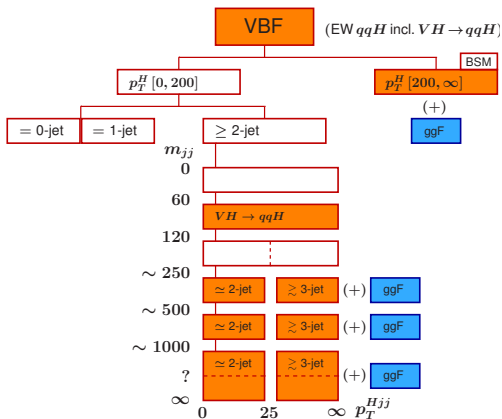 VBF
(EW qqH incl. VH → qqH)
BSM
p_T^H [0, 200]
p_T^H [200, ∞]
(+)
= 0-jet
= 1-jet
≥ 2-jet
ggF
m_jj
0
60
VH → qqH
120
∼ 250
≃ 2-jet
≳ 3-jet
(+)
ggF
∼ 500
≃ 2-jet
≳ 3-jet
(+)
ggF
∼ 1000
≃ 2-jet
≳ 3-jet
?
(+)
ggF
∞
0
25
∞
p_T^Hjj